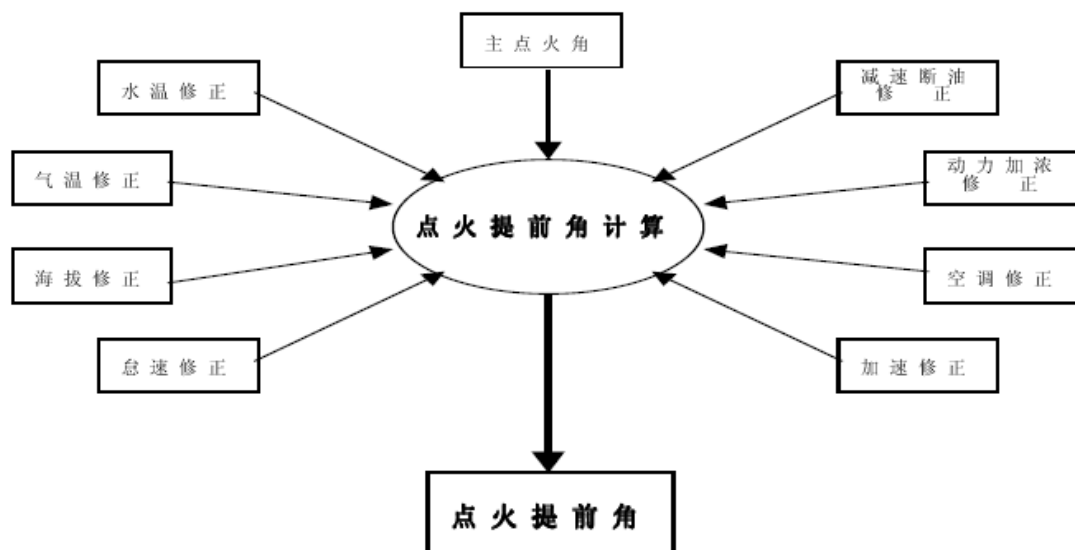 主点火角
水温修正
减速断油
修 正
气温修正
动力加浓
修 正
点火提前角计算
海拔修正
空调修正
怠速修正
加速修正
点火提前角